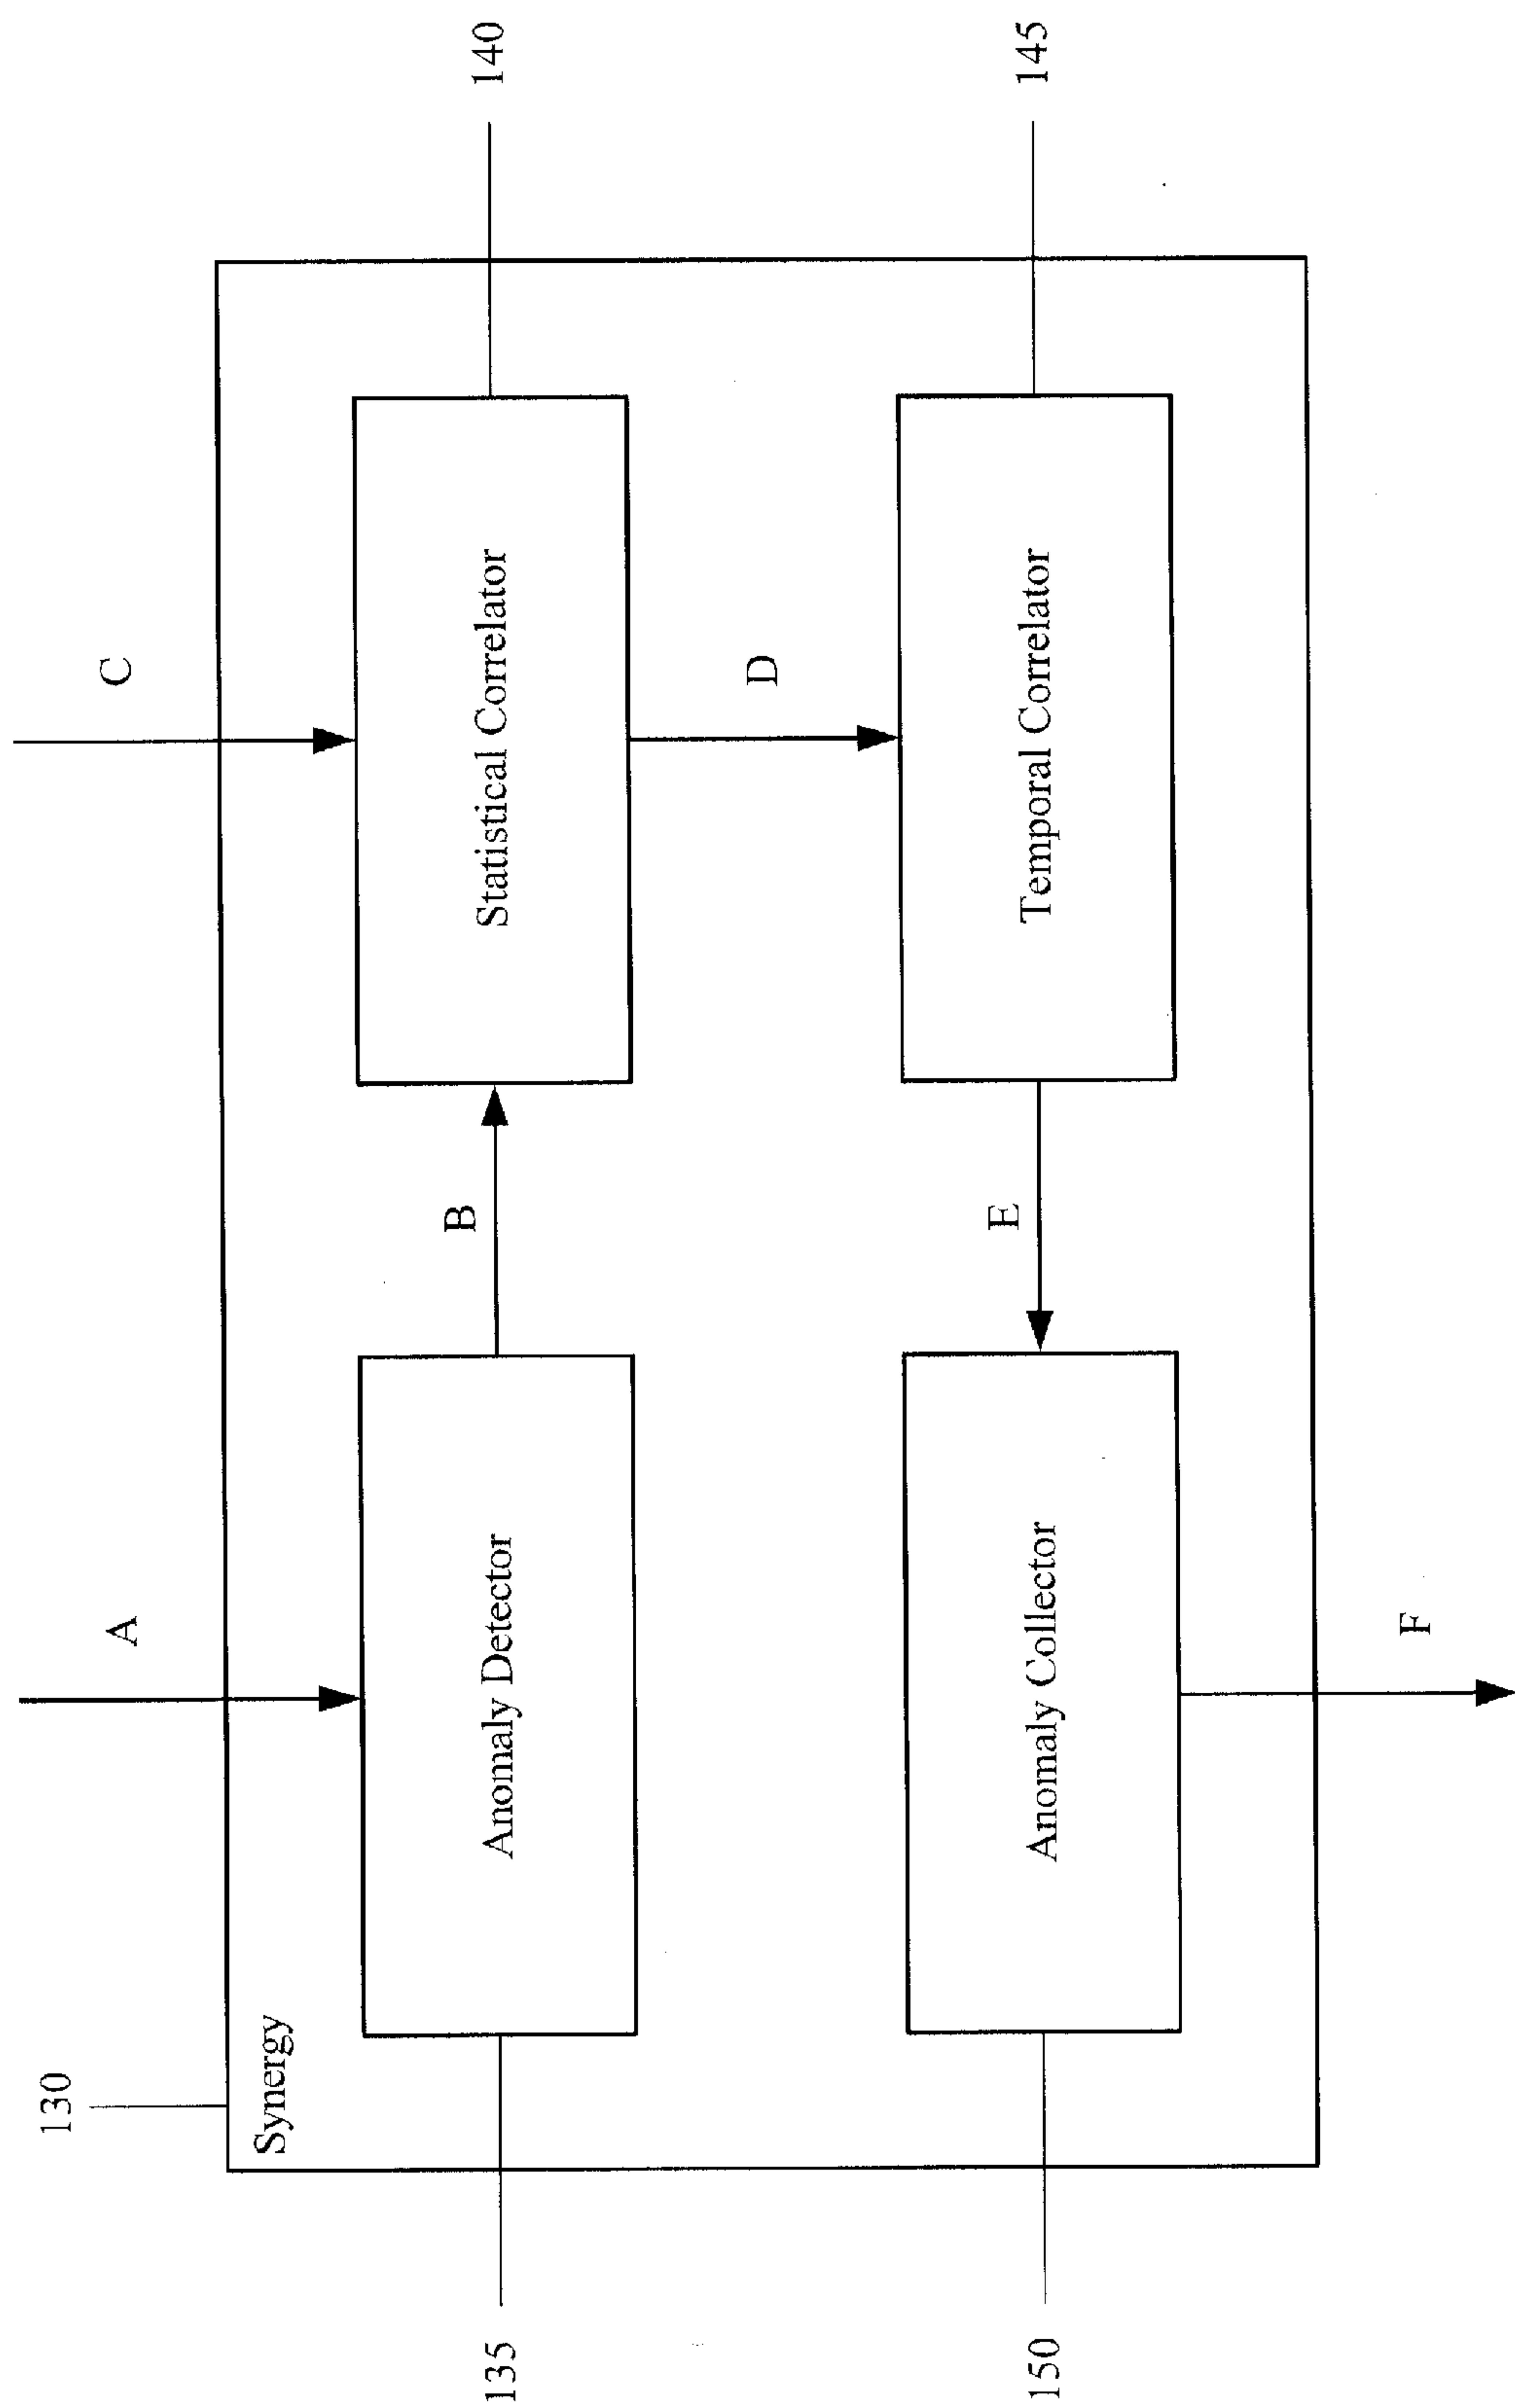 130
Synergy
A
C
135
Anomaly Detector
B
Statistical Correlator
140
D
150
Anomaly Collector
E
Temporal Correlator
145
F